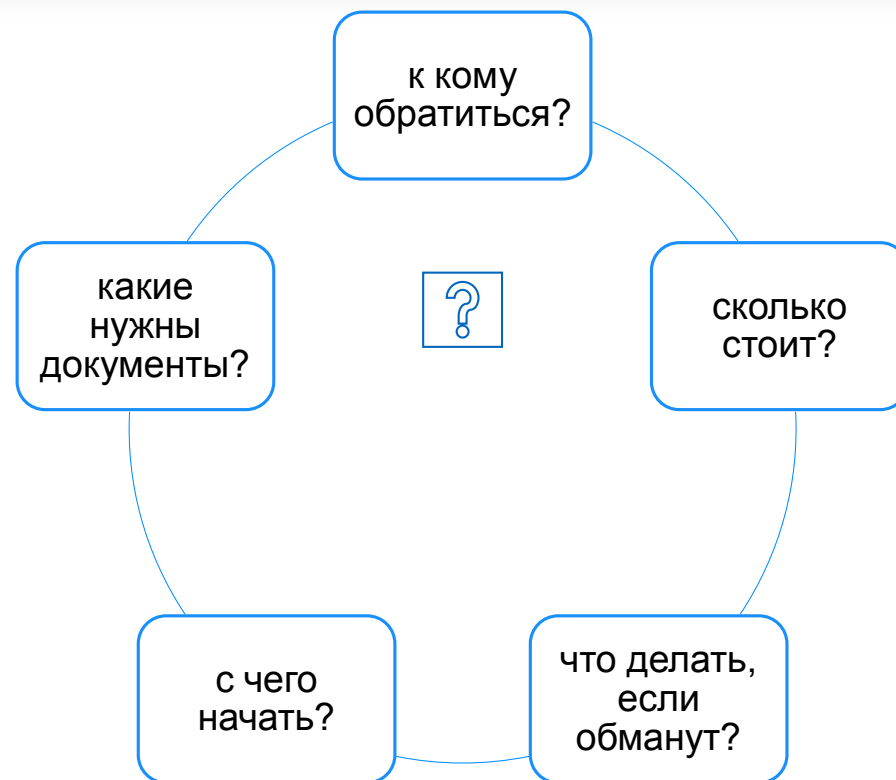 к кому
обратиться?
сколько
стоит?
что делать,
если
обманут?
с чего
начать?
какие
нужны
документы?
?